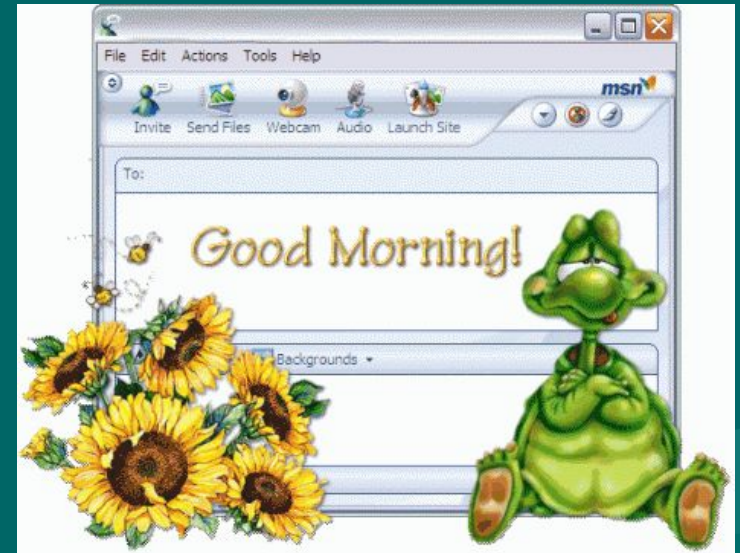 File Edit Actions Tools Help
msn
Invite Send Files Webcam Audio Launch Site
To:
Good Morning!
Backgrounds